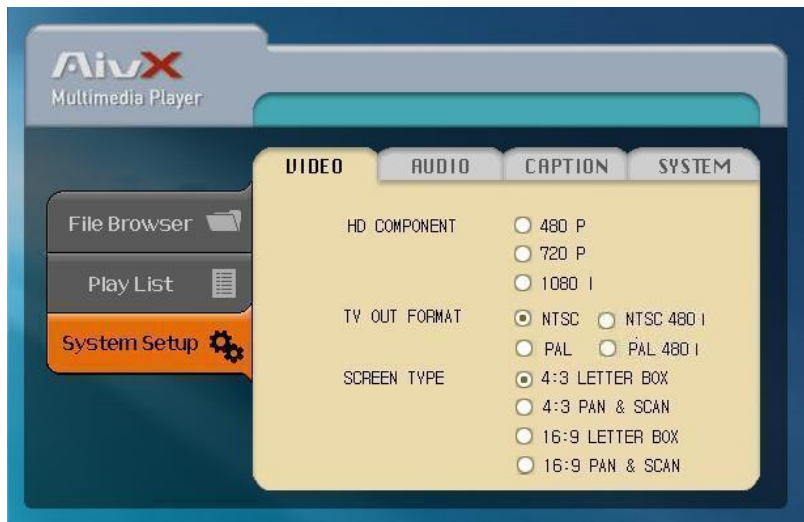 AivX
Multimedia Player
VIDEO AUDIO CAPTION SYSTEM
File Browser
Play List
System Setup
HD COMPONENT 480 P
720 P
1080 I
TV OUT FORMAT NTSC NTSC 480 I
PAL PAL 480 I
SCREEN TYPE 4:3 LETTER BOX
4:3 PAN & SCAN
16:9 LETTER BOX
16:9 PAN & SCAN